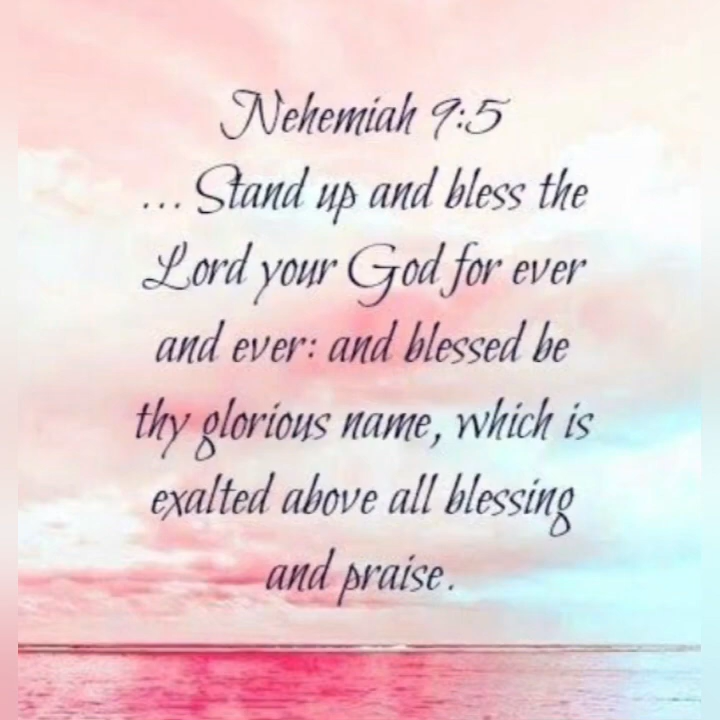 Nehemiah 9:5
... Stand up and bless the
Lord your God for ever
and ever: and blessed be
thy glorious name, which is
exalted above all blessing
and praise.